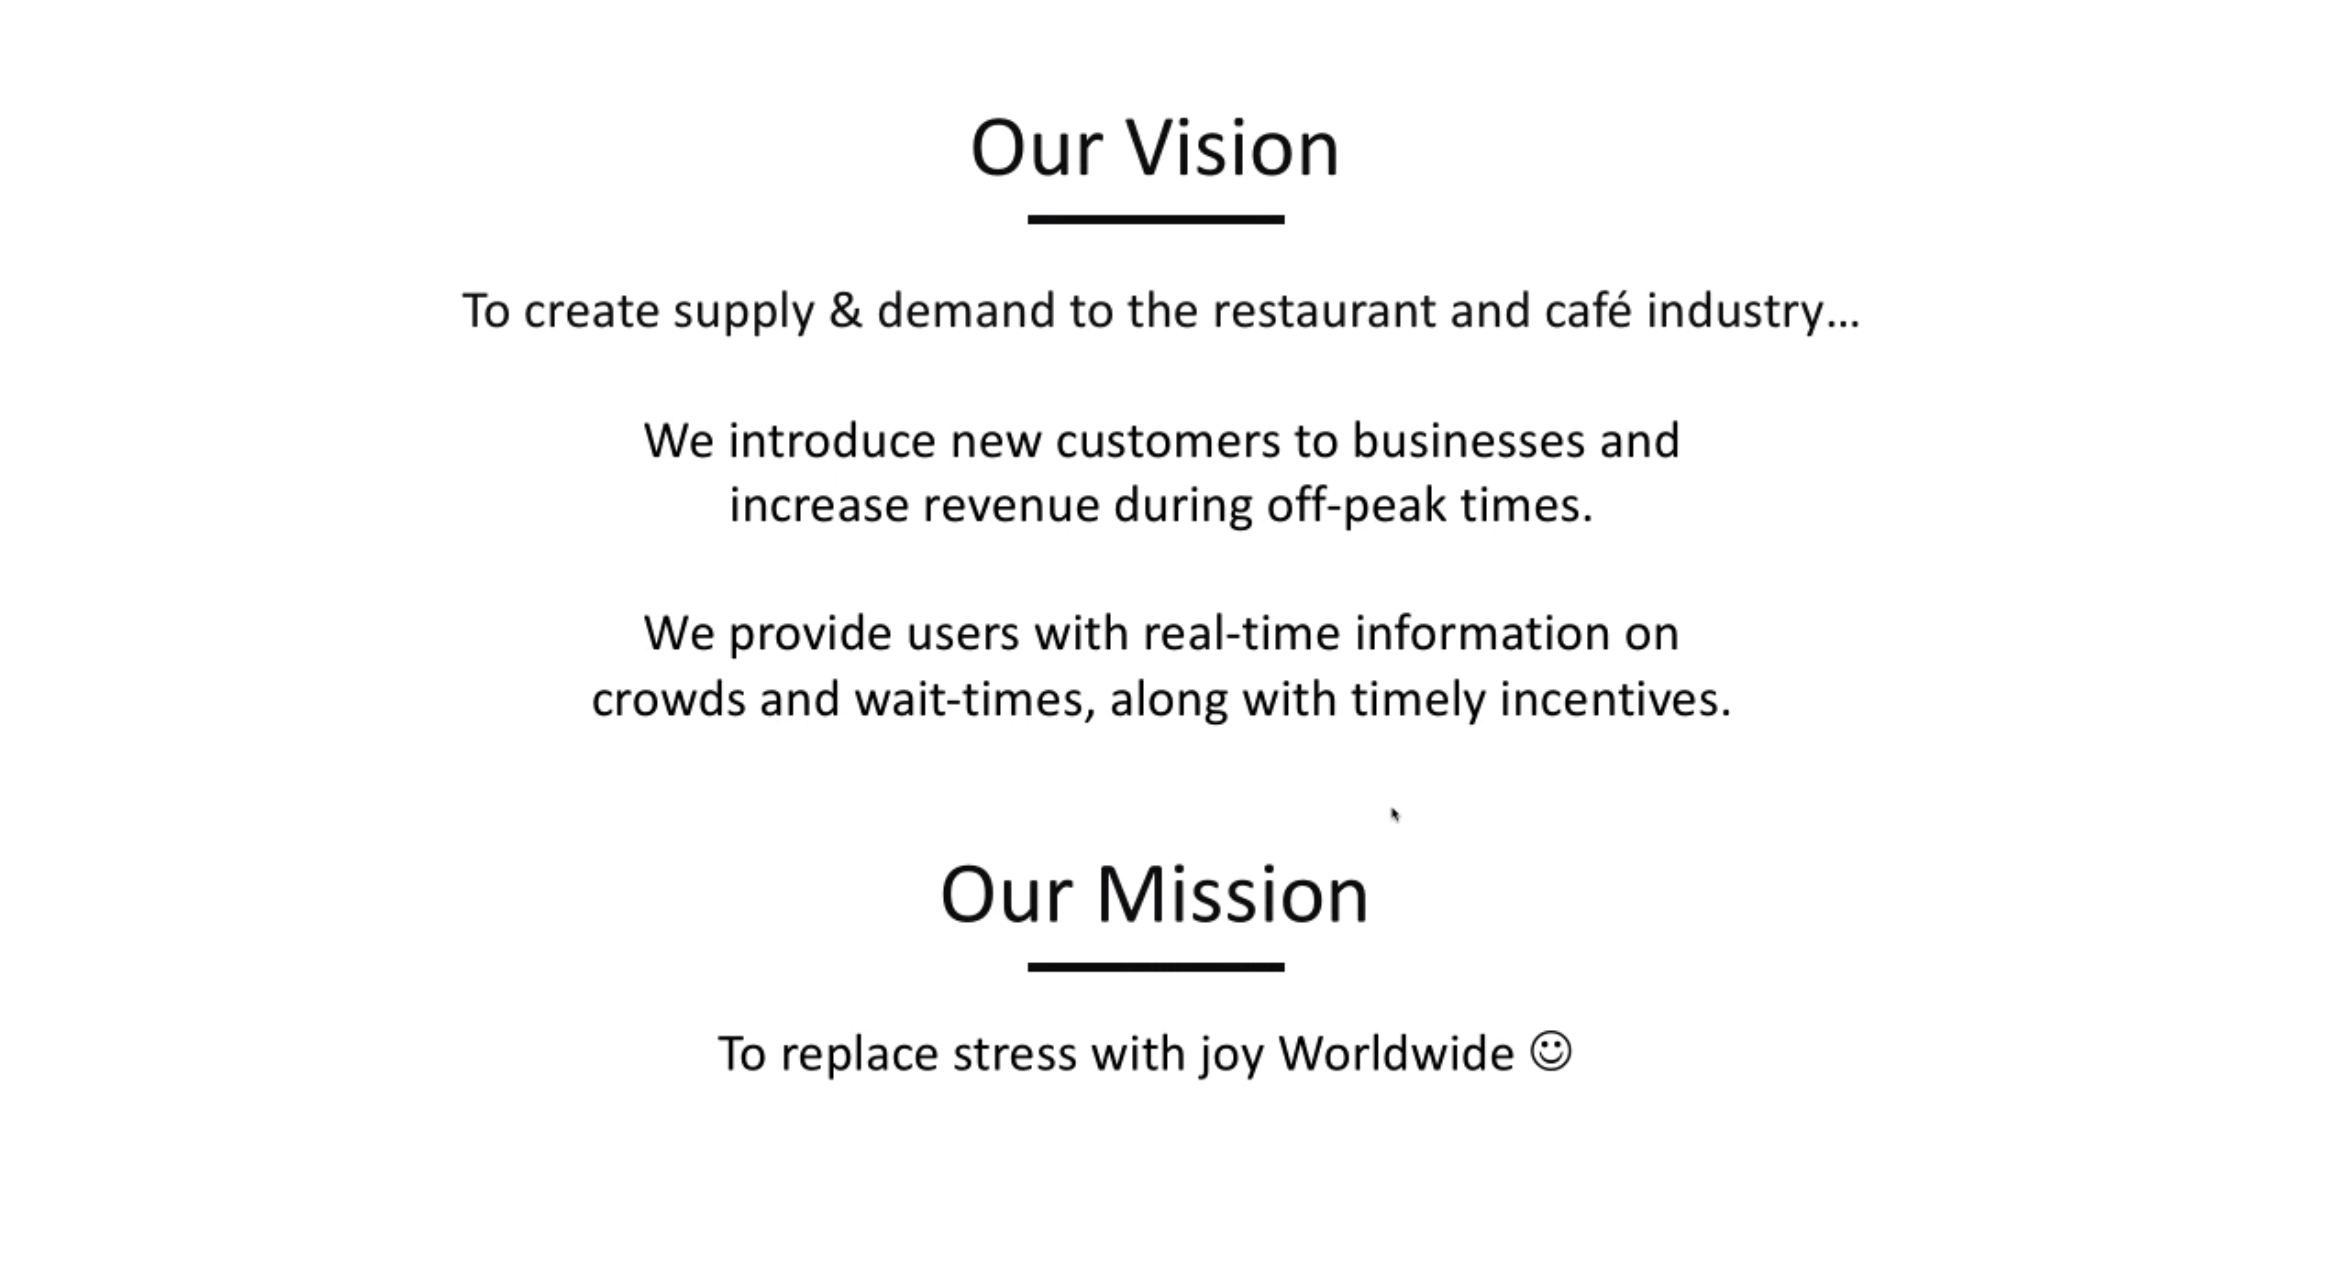 Our Vision
To create supply & demand to the restaurant and café industry...
We introduce new customers to businesses and
increase revenue during off-peak times.
We provide users with real-time information on
crowds and wait-times, along with timely incentives.
Our Mission
To replace stress with joy Worldwide ☺